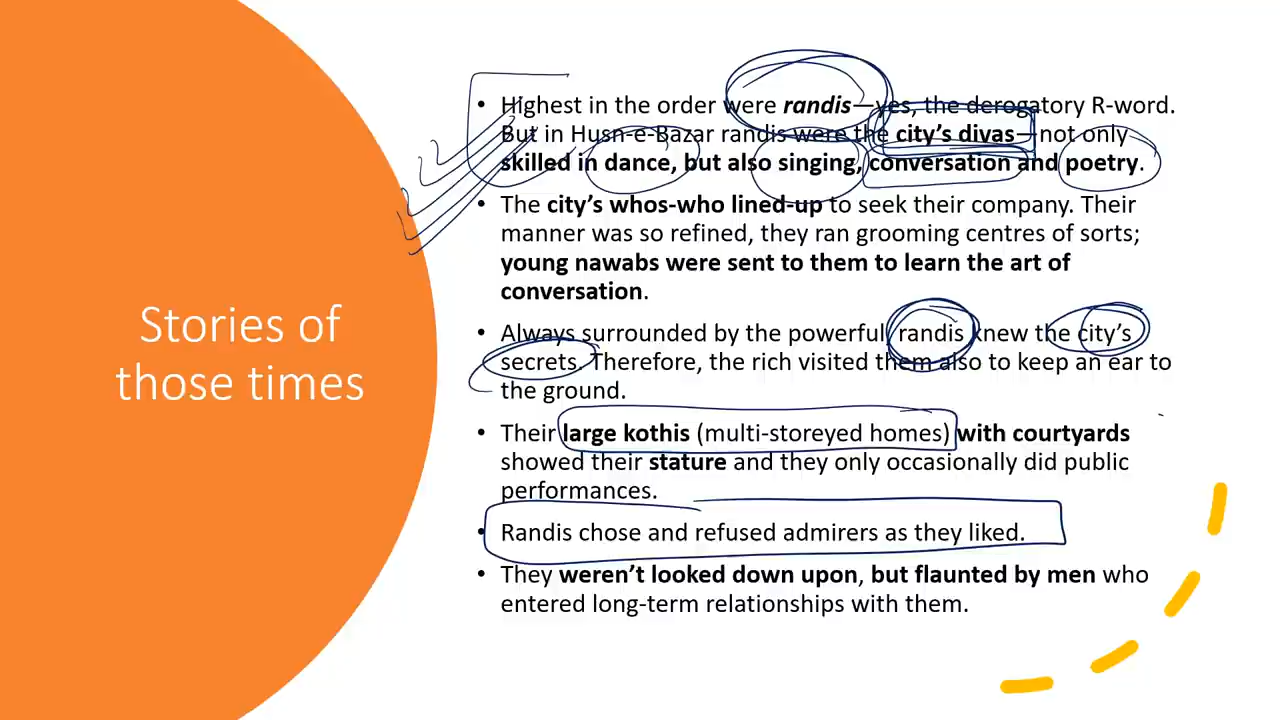 Stories of
those times
• Highest in the order were randis—yes, the derogatory R-word.
But in Husn-e-Bazar randis were the city's divas—not only
skilled in dance, but also singing, conversation and poetry.
• The city's whos-who lined-up to seek their company. Their
manner was so refined, they ran grooming centres of sorts;
young nawabs were sent to them to learn the art of
conversation.
• Always surrounded by the powerful, randis knew the city's
secrets. Therefore, the rich visited them also to keep an ear to
the ground.
• Their large kothis (multi-storeyed homes) with courtyards
showed their stature and they only occasionally did public
performances.
• Randis chose and refused admirers as they liked.
• They weren't looked down upon, but flaunted by men who
entered long-term relationships with them.